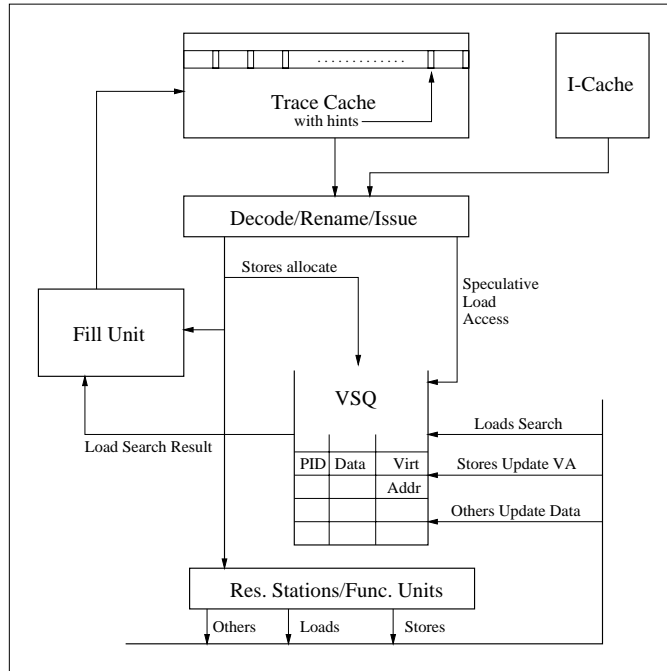 Trace Cache
with hints
I-Cache
Decode/Rename/Issue
Stores allocate
Speculative
Load
Access
Fill Unit
VSQ
Load Search Result
Loads Search
PID Data Virt
Addr
Stores Update VA
Others Update Data
Res. Stations/Func. Units
Others Loads Stores